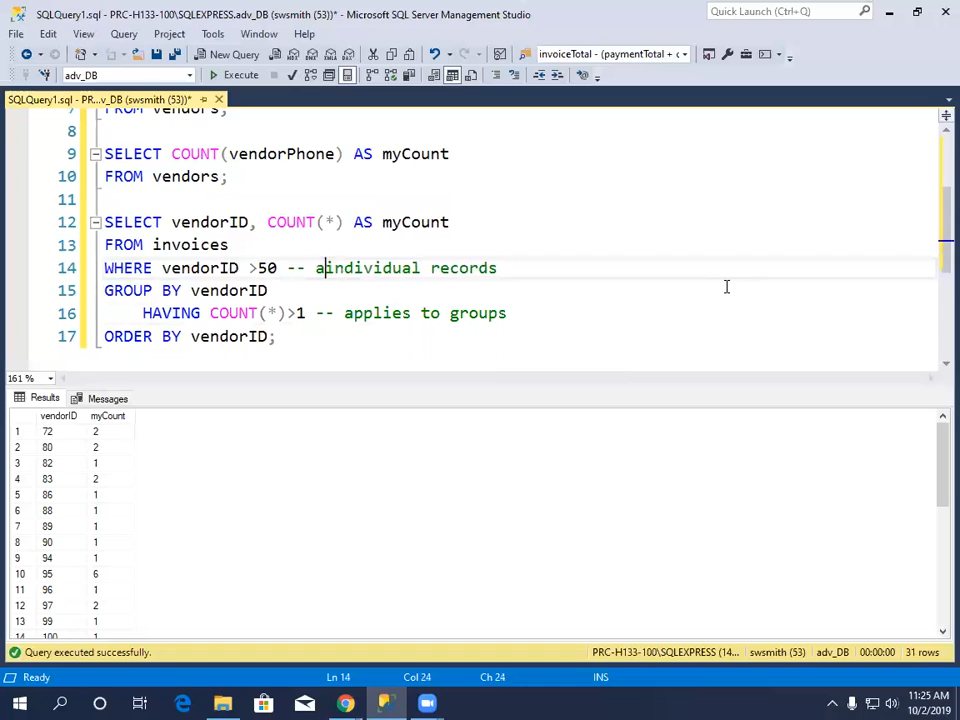 SQLQuery1.sql - PRC-H133-100\SQLEXPRESS.adv_DB (swsmith (53))* - Microsoft SQL Server Management Studio
Quick Launch (Ctrl+Q)
File Edit View Query Project Tools Window Help
New Query
invoiceTotal - (paymentTotal + c
adv_DB
Execute
SQLQuery1.sql - PR...v_DB (swsmith (53))*
7 FROM vendors;
8
9 SELECT COUNT(vendorPhone) AS myCount
10 FROM vendors;
11
12 SELECT vendorID, COUNT(*) AS myCount
13 FROM invoices
14 WHERE vendorID >50 -- aindividual records
15 GROUP BY vendorID
16 HAVING COUNT(*)>1 -- applies to groups
17 ORDER BY vendorID;
161 %
Results Messages
vendorID myCount
1 72 2
2 80 2
3 82 1
4 83 2
5 86 1
6 88 1
7 89 1
8 90 1
9 94 1
10 95 6
11 96 1
12 97 2
13 99 1
14 100 1
Query executed successfully. PRC-H133-100\SQLEXPRESS (14... swsmith (53) adv_DB 00:00:00 31 rows
Ready Ln 14 Col 24 Ch 24 INS
11:25 AM
10/2/2019